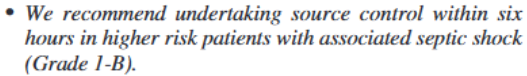 • We recommend undertaking source control within six
hours in higher risk patients with associated septic shock
(Grade 1-B).